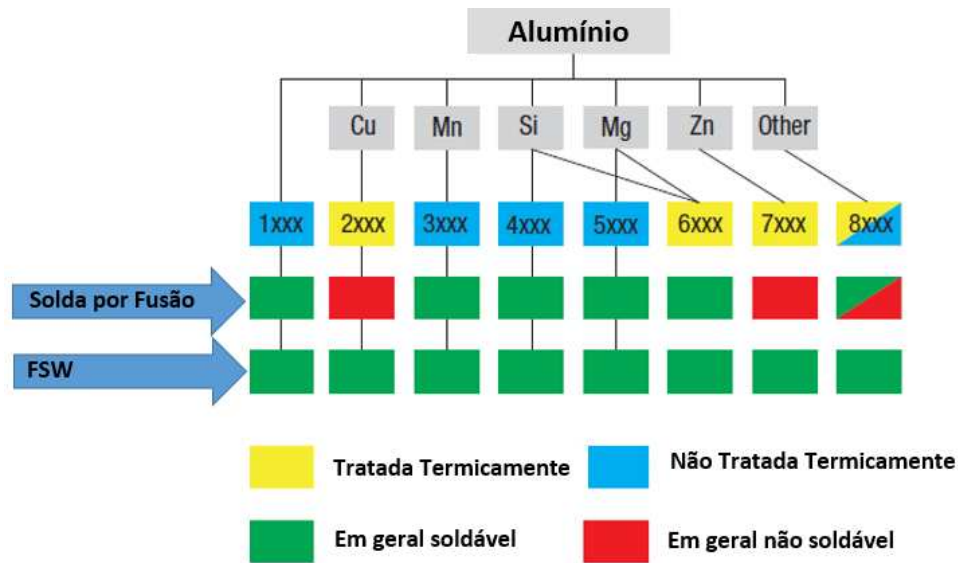 Alumínio
Cu Mn Si Mg Zn Other
1xxx 2xxx 3xxx 4xxx 5xxx 6xxx 7xxx 8xxx
Solda por Fusão
FSW
Tratada Termicamente
Não Tratada Termicamente
Em geral soldável
Em geral não soldável